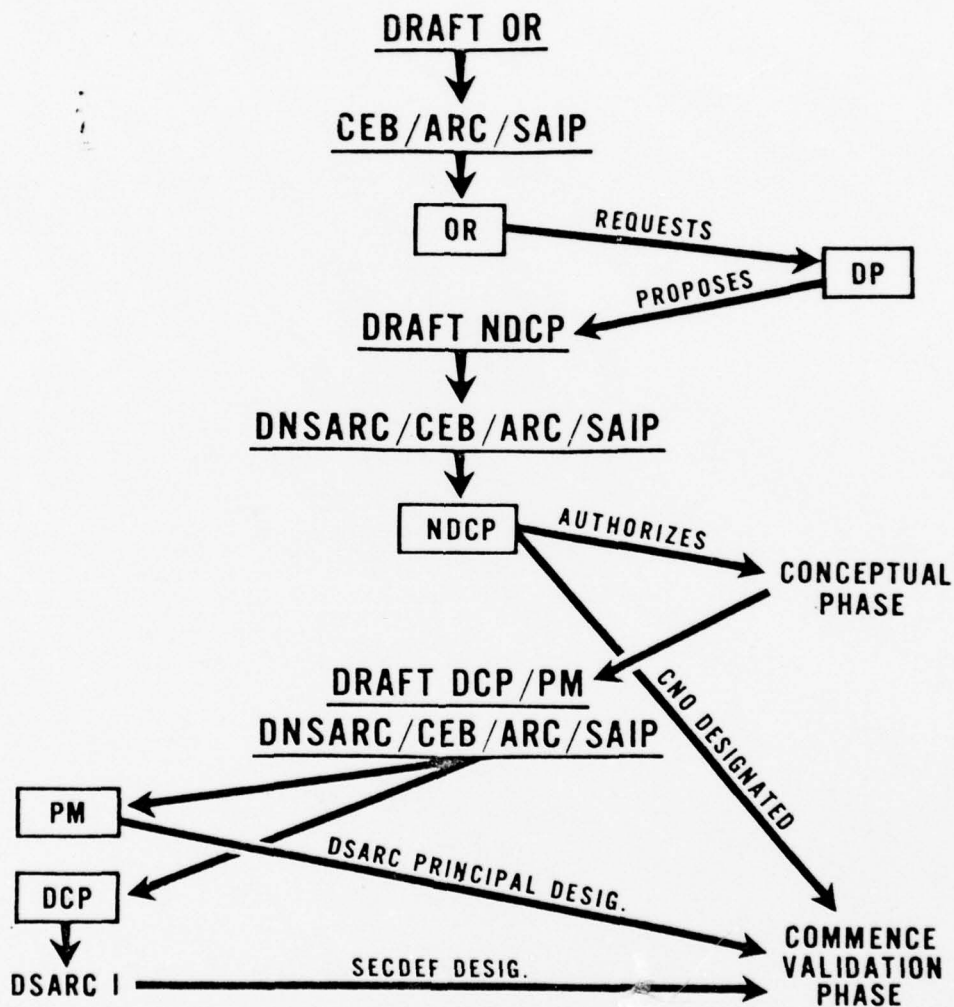 DRAFT OR
CEB/ARC/SAIP
OR
REQUESTS
DP
PROPOSES
DRAFT NDCP
DNSARC/CEB/ARC/SAIP
NDCP
AUTHORIZES
CONCEPTUAL
PHASE
DRAFT DCP/PM
CNO DESIGNATED
DNSARC/CEB/ARC/SAIP
PM
DSARC PRINCIPAL DESIG.
DCP
DSARC I
SECDEF DESIG.
COMMENCE
VALIDATION
PHASE